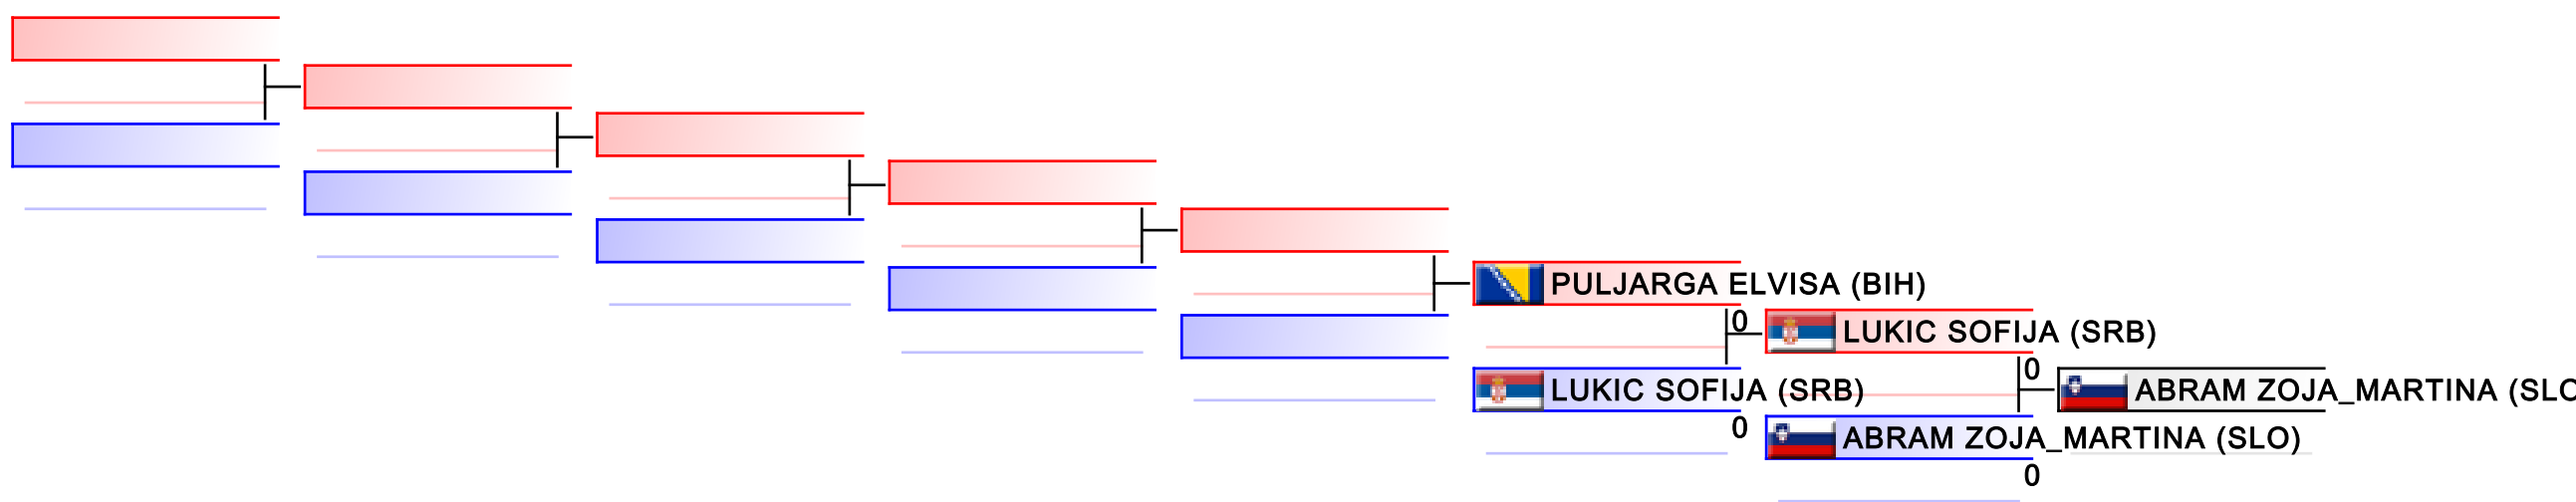 PULJARGA ELVISA (BIH)
0
LUKIC SOFIJA (SRB)
0
LUKIC SOFIJA (SRB)
0
ABRAM ZOJA_MARTINA (SLO)
0
ABRAM ZOJA_MARTINA (SLO